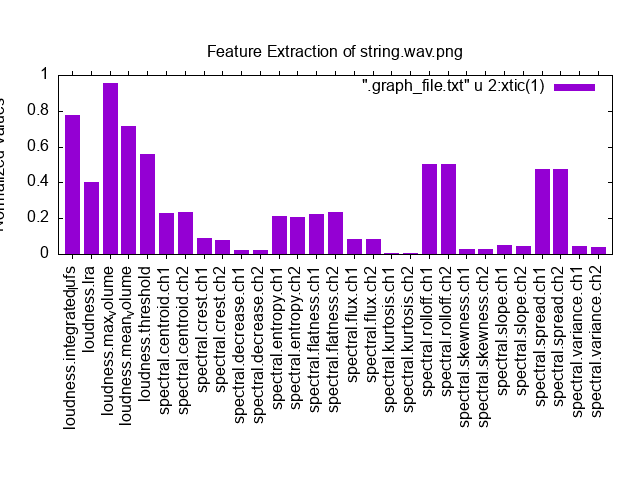 Feature Extraction of string.wav.png
Normalized Values
".graph_file.txt" u 2:xtic(1)
1
0.8
0.6
0.4
0.2
0
loudness.integratedlufs
loudness.lra
loudness.maxvolume
loudness.meanvolume
loudness.threshold
spectral.centroid.ch1
spectral.centroid.ch2
spectral.crest.ch1
spectral.crest.ch2
spectral.decrease.ch1
spectral.decrease.ch2
spectral.entropy.ch1
spectral.entropy.ch2
spectral.flatness.ch1
spectral.flatness.ch2
spectral.flux.ch1
spectral.flux.ch2
spectral.kurtosis.ch1
spectral.kurtosis.ch2
spectral.rolloff.ch1
spectral.rolloff.ch2
spectral.skewness.ch1
spectral.skewness.ch2
spectral.slope.ch1
spectral.slope.ch2
spectral.spread.ch1
spectral.spread.ch2
spectral.variance.ch1
spectral.variance.ch2